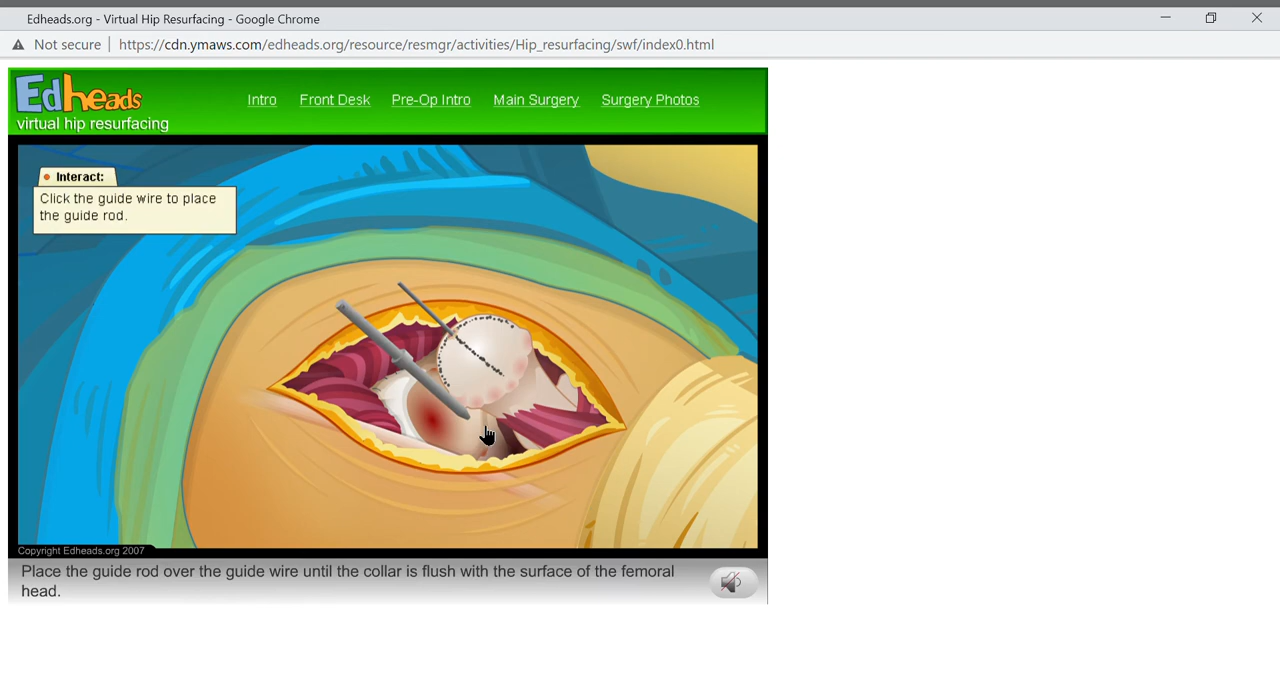 Edheads.org - Virtual Hip Resurfacing - Google Chrome
Not secure | https://cdn.ymaws.com/edheads.org/resource/resmgr/activities/Hip_resurfacing/swf/index0.html
Edheads
virtual hip resurfacing
Intro Front Desk Pre-Op Intro Main Surgery Surgery Photos
Interact:
Click the guide wire to place
the guide rod.
Copyright Edheads.org 2007
Place the guide rod over the guide wire until the collar is flush with the surface of the femoral
head.